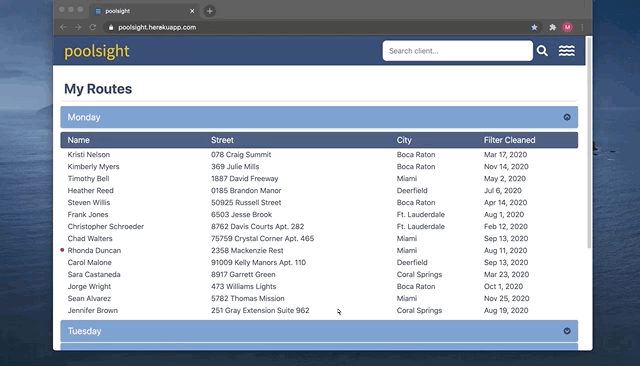 poolsight
poolsight.herokuapp.com
M
poolsight
Search client...
My Routes
Monday
Name Street City Filter Cleaned
Kristi Nelson 078 Craig Summit Boca Raton Mar 17, 2020
Kimberly Myers 369 Julie Mills Boca Raton Nov 14, 2020
Timothy Bell 1887 David Freeway Miami May 2, 2020
Heather Reed 0185 Brandon Manor Deerfield Jul 6, 2020
Steven Willis 50925 Russell Street Boca Raton Apr 14, 2020
Frank Jones 6503 Jesse Brook Ft. Lauderdale Aug 1, 2020
Christopher Schroeder 8762 Davis Courts Apt. 282 Ft. Lauderdale Feb 12, 2020
Chad Walters 75759 Crystal Corner Apt. 465 Miami Sep 13, 2020
Rhonda Duncan 2358 Mackenzie Rest Miami Aug 11, 2020
Carol Malone 91009 Kelly Manors Apt. 110 Deerfield Sep 13, 2020
Sara Castaneda 8917 Garrett Green Coral Springs Mar 23, 2020
Jorge Wright 473 Williams Lights Boca Raton Oct 1, 2020
Sean Alvarez 5782 Thomas Mission Miami Nov 25, 2020
Jennifer Brown 251 Gray Extension Suite 962 Coral Springs Aug 19, 2020
Tuesday